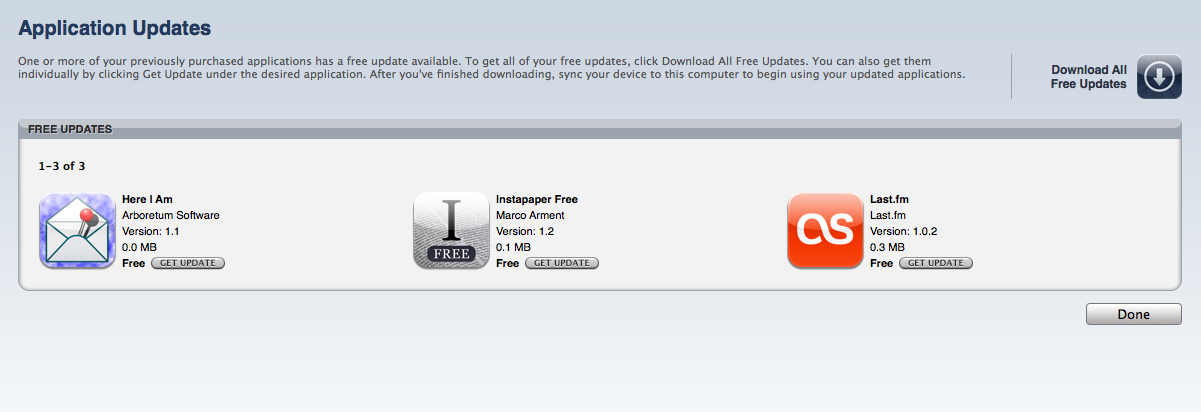 Application Updates
One or more of your previously purchased applications has a free update available. To get all of your free updates, click Download All Free Updates. You can also get them
individually by clicking Get Update under the desired application. After you've finished downloading, sync your device to this computer to begin using your updated applications.
Download All
Free Updates
FREE UPDATES
1-3 of 3
Here I Am
Arboretum Software
Version: 1.1
0.0 MB
Free GET UPDATE
I
FREE
Instapaper Free
Marco Arment
Version: 1.2
0.1 MB
Free GET UPDATE
as
Last.fm
Last.fm
Version: 1.0.2
0.3 MB
Free GET UPDATE
Done